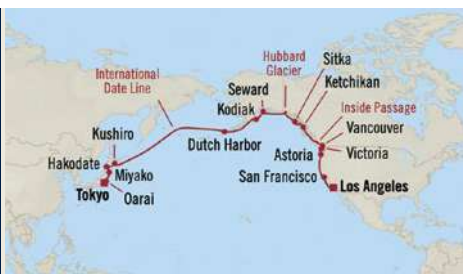 Hubbard
Glacier
Sitka
Ketchikan
International
Date Line
Seward
Kodiak
Inside Passage
Vancouver
Kushiro
Dutch Harbor
Victoria
Astoria
Hakodate
Miyako
San Francisco
Los Angeles
Tokyo
Oarai